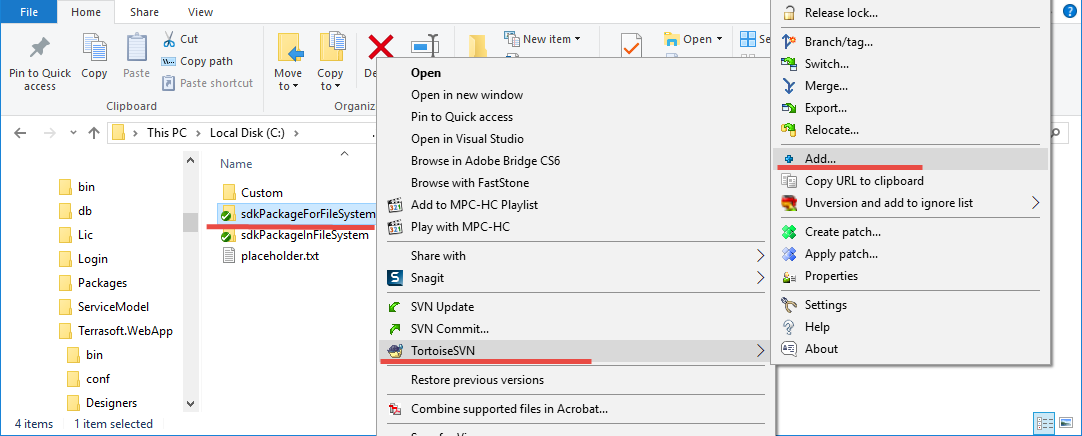 File
Home
Share
View
Pin to Quick
access
Copy
Paste
Cut
Copy path
Paste shortcut
Clipboard
Move
to
Copy
to
Organiz
New item
Open
This PC
Local Disk (C:)
Name
bin
db
Lic
Login
Packages
ServiceModel
Terrasoft.WebApp
bin
conf
Designers
Custom
sdkPackageForFileSystem
sdkPackageInFileSystem
placeholder.txt
4 items
1 item selected
Open
Open in new window
Pin to Quick access
Open in Visual Studio
Browse in Adobe Bridge CS6
Browse with FastStone
Add to MPC-HC Playlist
Play with MPC-HC
Share with
Snagit
SVN Update
SVN Commit...
TortoiseSVN
Restore previous versions
Combine supported files in Acrobat...
Release lock...
Branch/tag...
Switch...
Merge...
Export...
Relocate...
Add...
Copy URL to clipboard
Unversion and add to ignore list
Create patch...
Apply patch...
Properties
Settings
Help
About